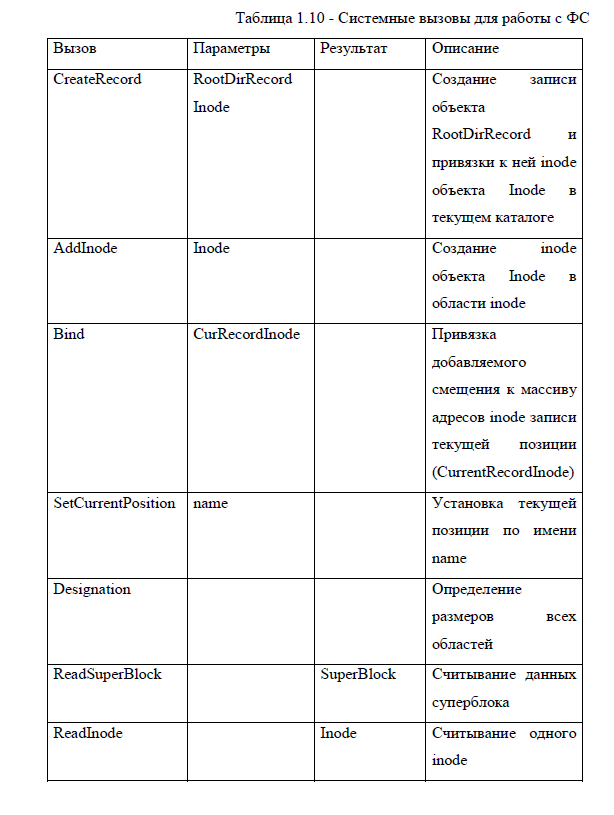 Таблица 1.10 - Системные вызовы для работы с ФС
Вызов Параметры Результат Описание
CreateRecord RootDirRecord Создание записи
Inode объекта
RootDirRecord и
привязки к ней inode
объекта Inode в
текущем каталоге
AddInode Inode Создание inode
объекта Inode в
области inode
Bind CurRecordInode Привязка
добавляемого
смещения к массиву
адресов inode записи
текущей позиции
(CurrentRecordInode)
SetCurrentPosition name Установка текущей
позиции по имени
name
Designation Определение
размеров всех
областей
ReadSuperBlock SuperBlock Считывание данных
суперблока
ReadInode Inode Считывание одного
inode